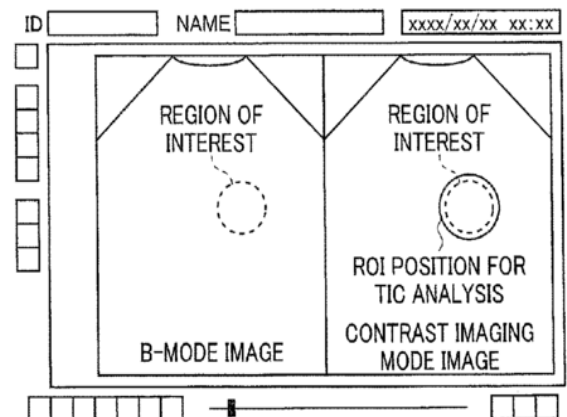 ID NAME xxxx/xx/xx xx:xx
REGION OF
INTEREST
REGION OF
INTEREST
ROI POSITION FOR
TIC ANALYSIS
B-MODE IMAGE
CONTRAST IMAGING
MODE IMAGE